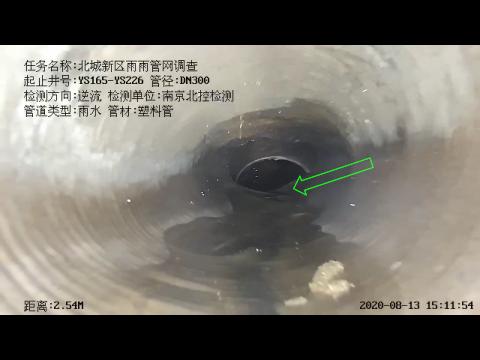 任务名称:北城新区雨雨管网调查
起止井号:YS165-YS226 管径:DN300
检测方向:逆流 检测单位:南京北控检测
管道类型:雨水 管材:塑料管
距离:2.54M
2020-08-13 15:11:54